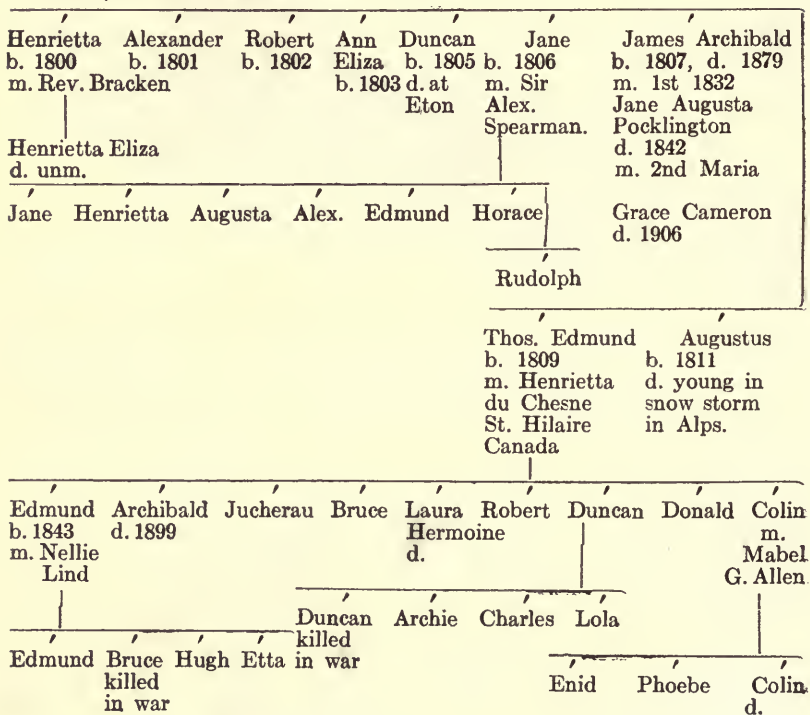 Henrietta Alexander Robert Ann Duncan Jane James Archibald
b. 1800 b. 1801 b. 1802 Eliza b. 1805 b. 1806 b. 1807, d. 1879
m. Rev. Bracken b. 1803 d. at m. Sir m. 1st 1832
Eton Alex. Jane Augusta
Spearman. Pocklington
Henrietta Eliza d. 1842
d. unm. m. 2nd Maria
Jane Henrietta Augusta Alex. Edmund Horace Grace Cameron
d. 1906
Rudolph
Thos. Edmund Augustus
b. 1809 b. 1811
m. Henrietta d. young in
du Chesne snow storm
St. Hilaire in Alps.
Canada
Edmund Archibald Jucherau Bruce Laura Robert Duncan Donald Colin
b. 1843 d. 1899 Hermoine m.
m. Nellie d. Mabel
Lind G. Allen
Duncan Archie Charles Lola
killed
in war
Edmund Bruce Hugh Etta
killed
in war
Enid Phoebe Colin
d.